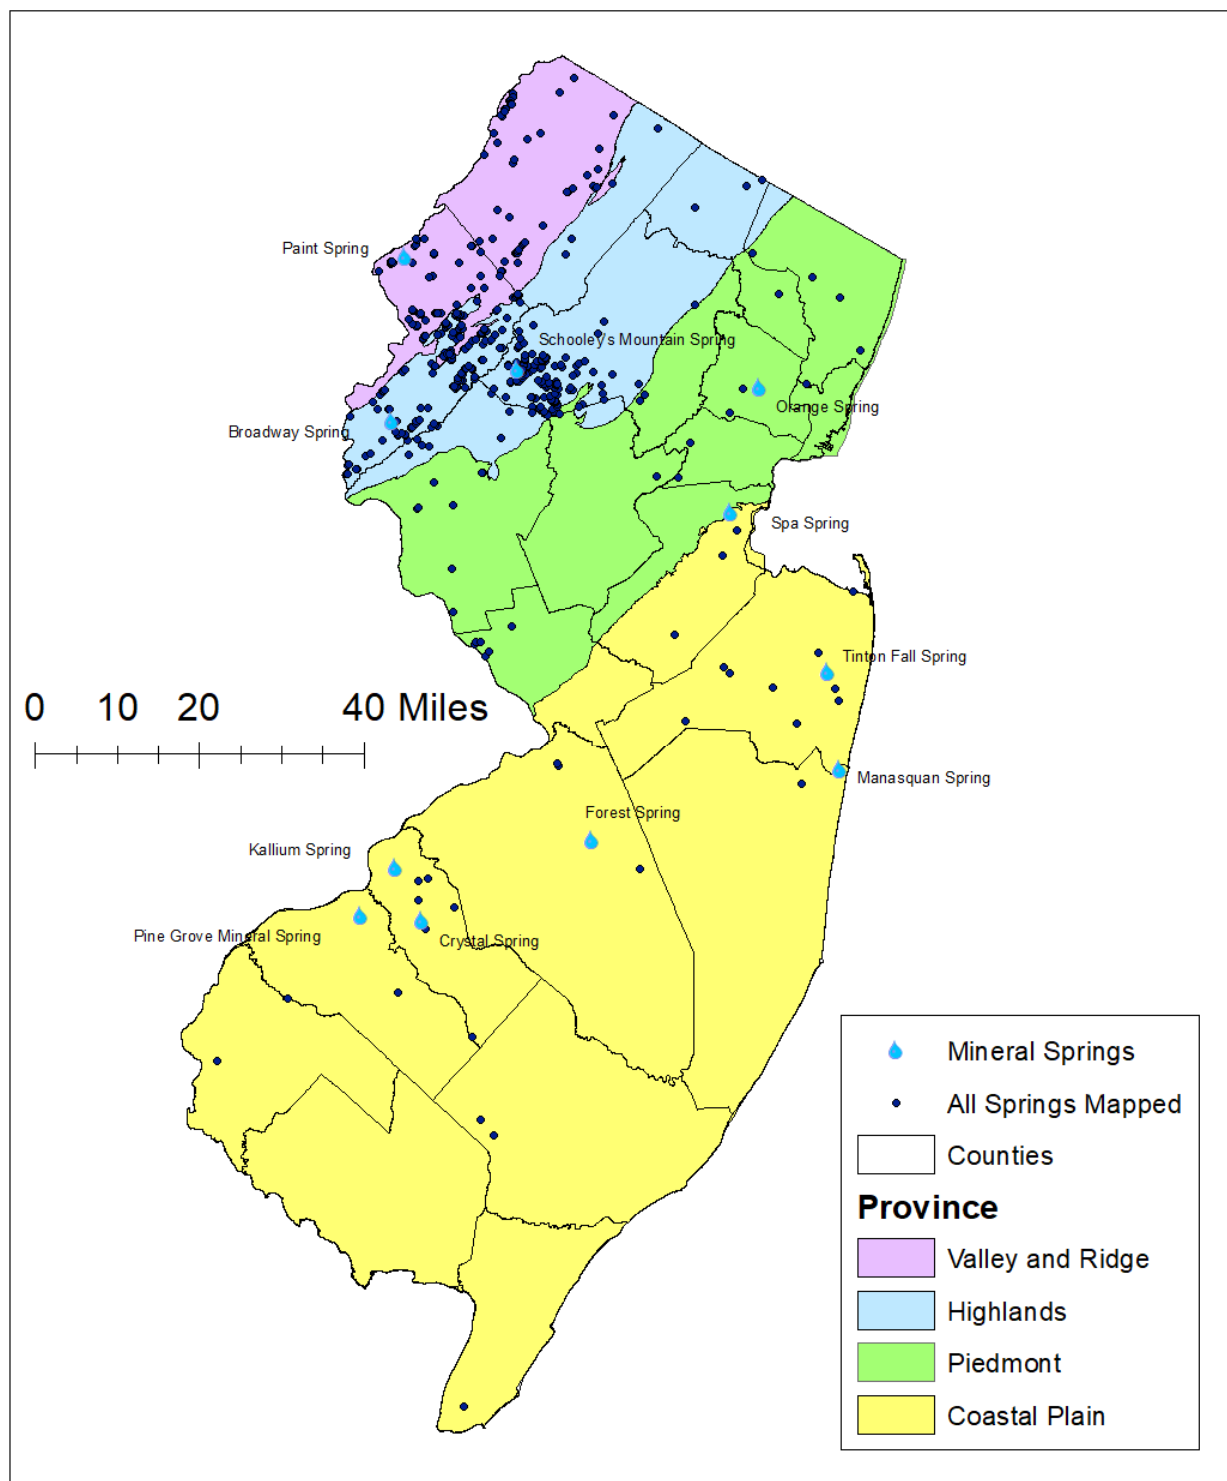 Paint Spring
Schooley's Mountain Spring
Orange Spring
Broadway Spring
Spa Spring
Tinton Fall Spring
0 10 20 40 Miles
Manasquan Spring
Forest Spring
Kallium Spring
Pine Grove Mineral Spring
Crystal Spring
Mineral Springs
All Springs Mapped
Counties
Province
Valley and Ridge
Highlands
Piedmont
Coastal Plain